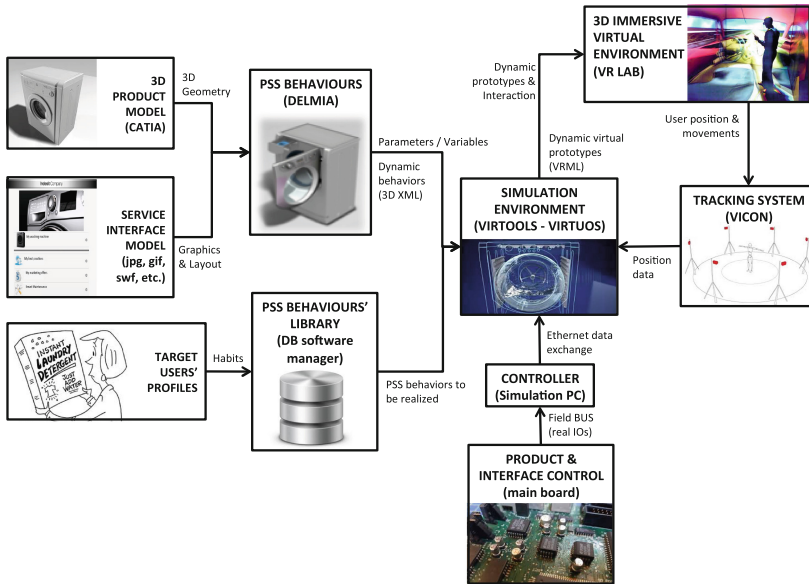 3D
PRODUCT
MODEL
(CATIA)
3D
Geometry
SERVICE
INTERFACE
MODEL
(jpg, gif,
swf, etc.)
Graphics
& Layout
TARGET
USERS'
PROFILES
INSTANT
LAUNDRY
DETERGENT
JUST
ADD
WATER
Habits
PSS BEHAVIOURS
(DELMIA)
Parameters / Variables
Dynamic
behaviors
(3D XML)
PSS BEHAVIOURS'
LIBRARY
(DB software
manager)
PSS behaviors to
be realized
SIMULATION
ENVIRONMENT
(VIRTOOLS - VIRTUOS)
Dynamic
prototypes &
Interaction
Dynamic virtual
prototypes
(VRML)
3D IMMERSIVE
VIRTUAL
ENVIRONMENT
(VR LAB)
User position &
movements
TRACKING SYSTEM
(VICON)
Position
data
Ethernet data
exchange
CONTROLLER
(Simulation PC)
Field BUS
(real IOs)
PRODUCT &
INTERFACE CONTROL
(main board)